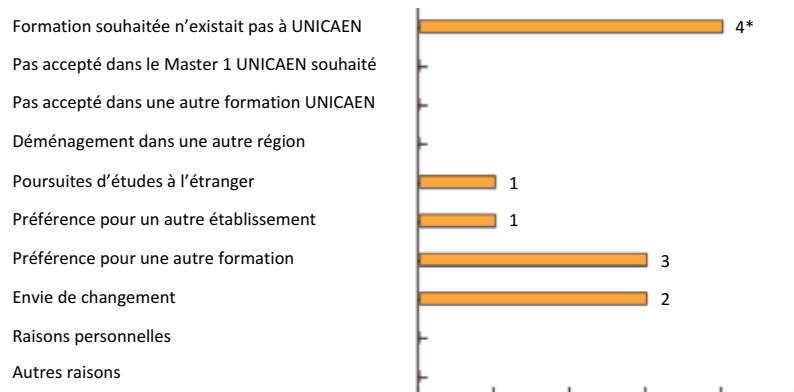 Formation souhaitée n’existait pas à UNICAEN 4*
Pas accepté dans le Master 1 UNICAEN souhaité
Pas accepté dans une autre formation UNICAEN
Déménagement dans une autre région
Poursuites d’études à l’étranger 1
Préférence pour un autre établissement 1
Préférence pour une autre formation 3
Envie de changement 2
Raisons personnelles
Autres raisons